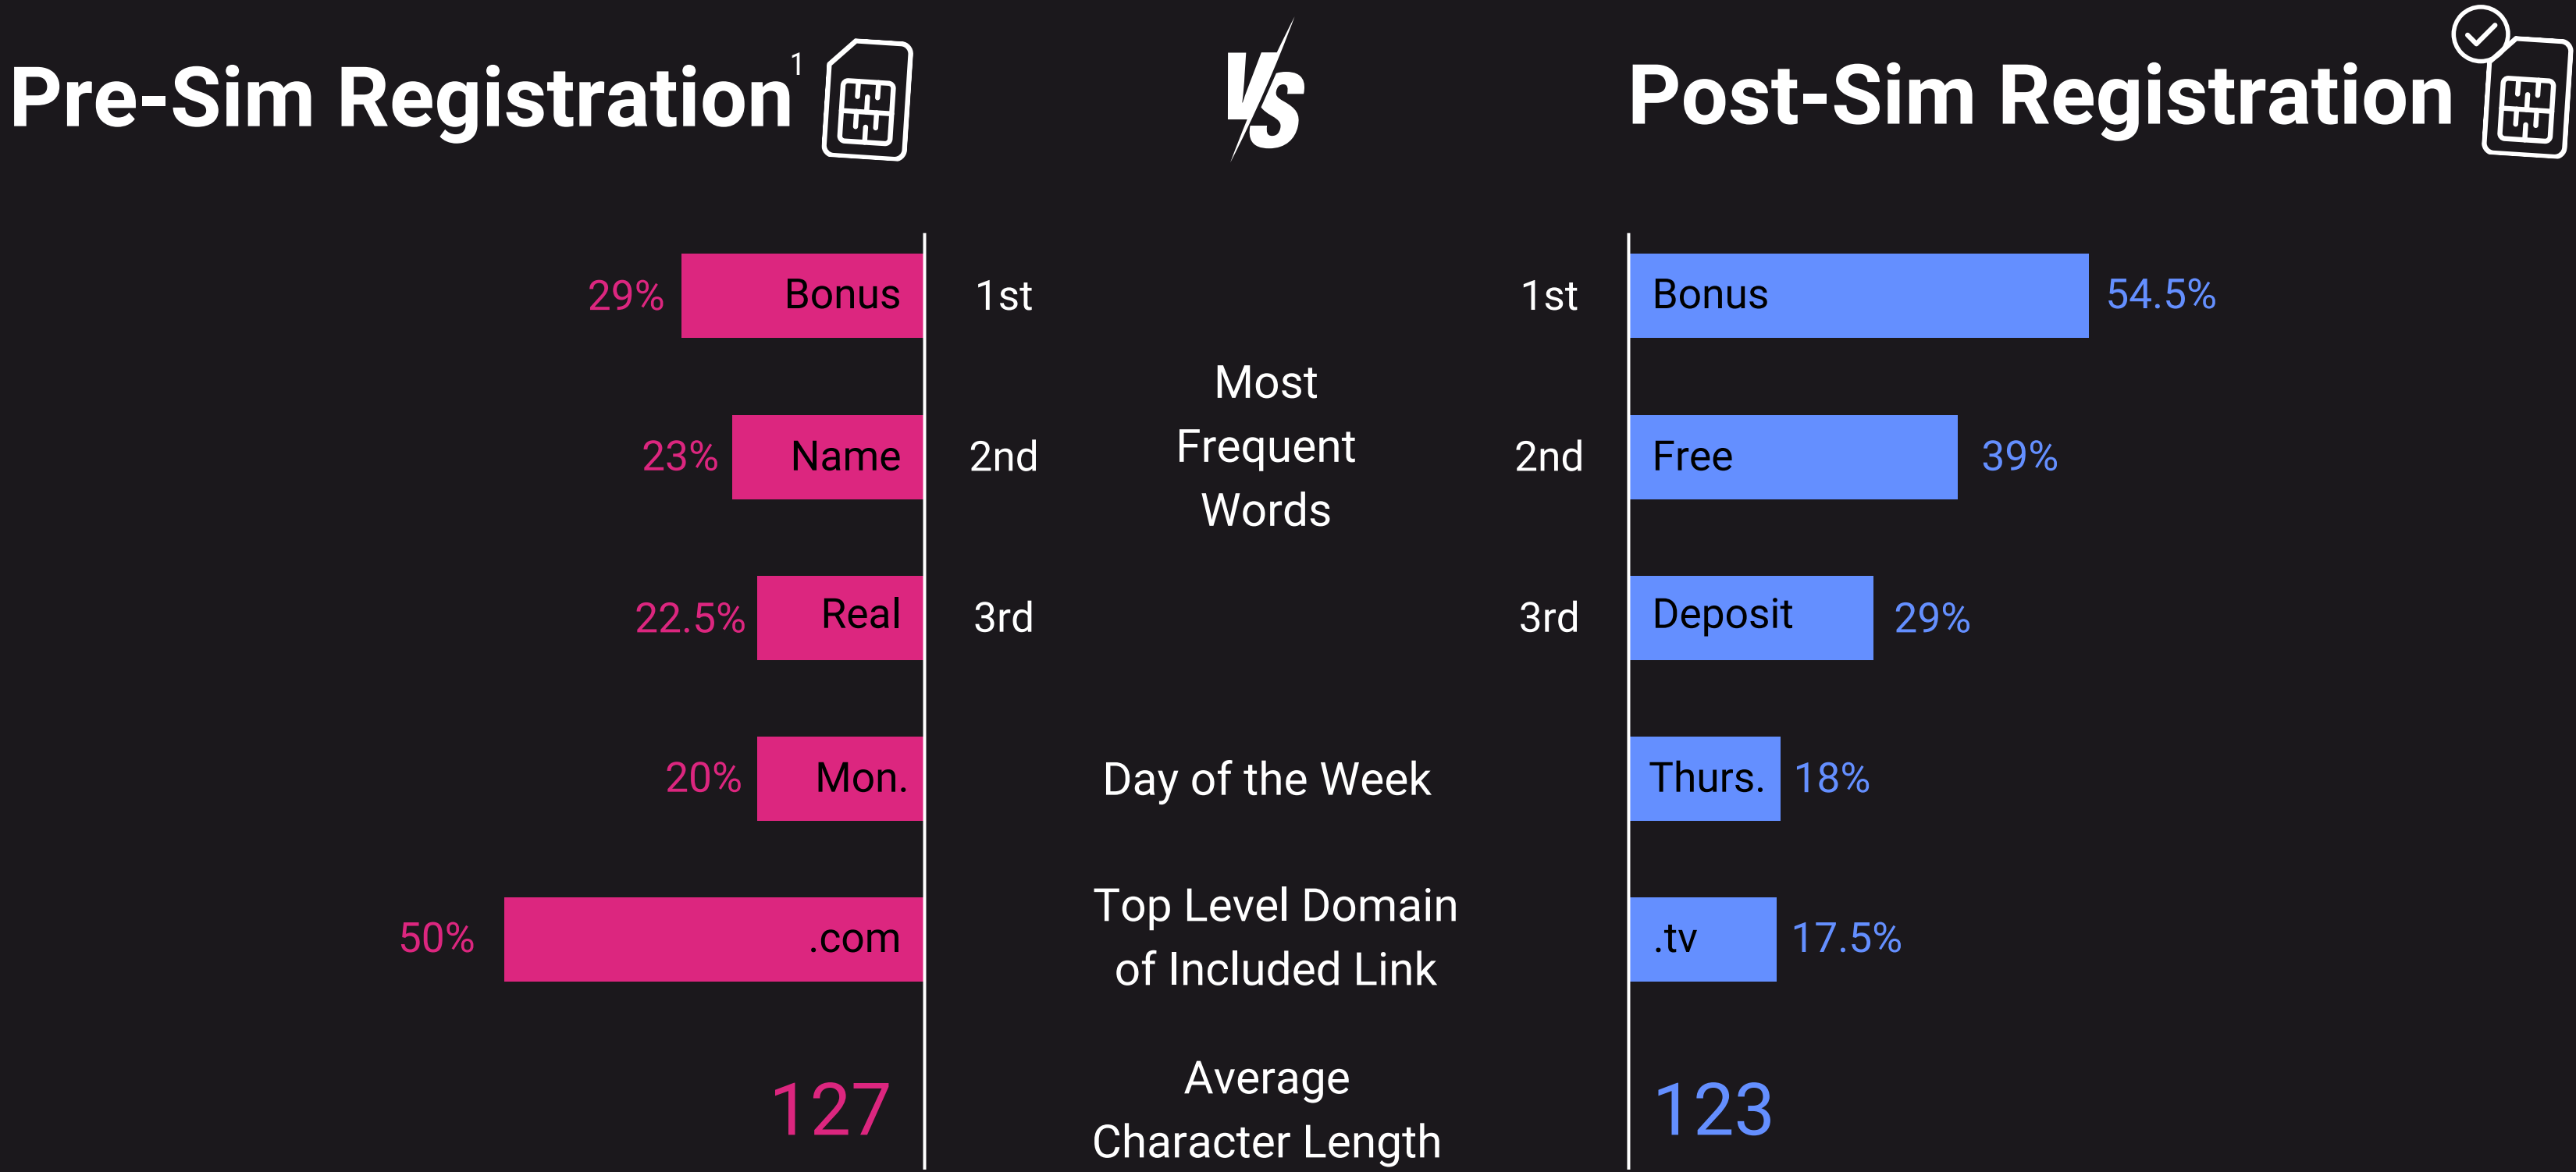 Pre-Sim Registration1
VS
Post-Sim Registration
29% Bonus 1st 1st Bonus 54.5%
Most
Frequent
Words
23% Name 2nd 2nd Free 39%
22.5% Real 3rd 3rd Deposit 29%
20% Mon. Day of the Week Thurs. 18%
Top Level Domain
of Included Link
50% .com .tv 17.5%
Average
Character Length
127 123